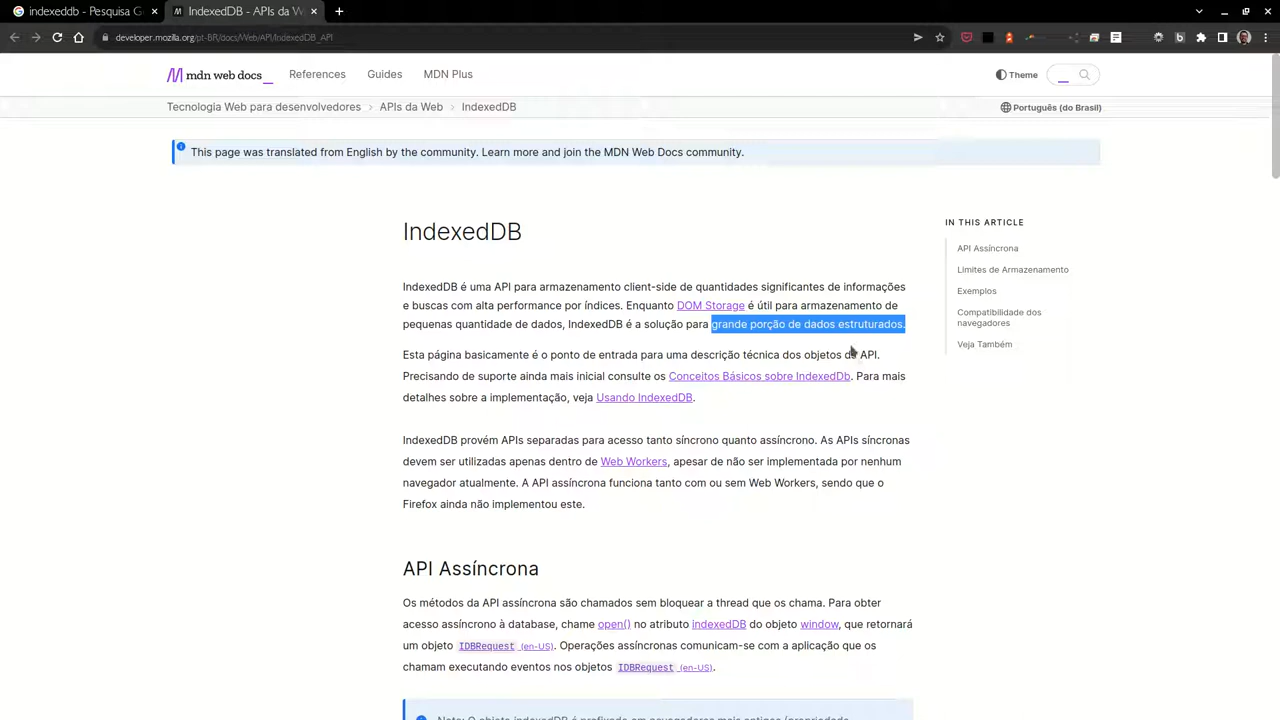 indexeddb - Pesquisa G
IndexedDB - APIs da W
developer.mozilla.org/pt-BR/docs/Web/API/IndexedDB_API
mdn web docs_
References
Guides
MDN Plus
Theme
Tecnologia Web para desenvolvedores
APIs da Web
IndexedDB
Português (do Brasil)
This page was translated from English by the community. Learn more and join the MDN Web Docs community.
IndexedDB
IndexedDB é uma API para armazenamento client-side de quantidades significantes de informações
e buscas com alta performance por índices. Enquanto DOM Storage é útil para armazenamento de
pequenas quantidade de dados, IndexedDB é a solução para grande porção de dados estruturados.
Esta página basicamente é o ponto de entrada para uma descrição técnica dos objetos da API.
Precisando de suporte ainda mais inicial consulte os Conceitos Básicos sobre IndexedDb. Para mais
detalhes sobre a implementação, veja Usando IndexedDB.
IndexedDB provém APIs separadas para acesso tanto síncrono quanto assíncrono. As APIs síncronas
devem ser utilizadas apenas dentro de Web Workers, apesar de não ser implementada por nenhum
navegador atualmente. A API assíncrona funciona tanto com ou sem Web Workers, sendo que o
Firefox ainda não implementou este.
API Assíncrona
Os métodos da API assíncrona são chamados sem bloquear a thread que os chama. Para obter
acesso assíncrono à database, chame open() no atributo indexedDB do objeto window, que retornará
um objeto IDBRequest (en-US). Operações assíncronas comunicam-se com a aplicação que os
chamam executando eventos nos objetos IDBRequest (en-US).
Nota: O objeto indexedDB é prefixado em navegadores mais antigos (propriedade
IN THIS ARTICLE
API Assíncrona
Limites de Armazenamento
Exemplos
Compatibilidade dos
navegadores
Veja Também